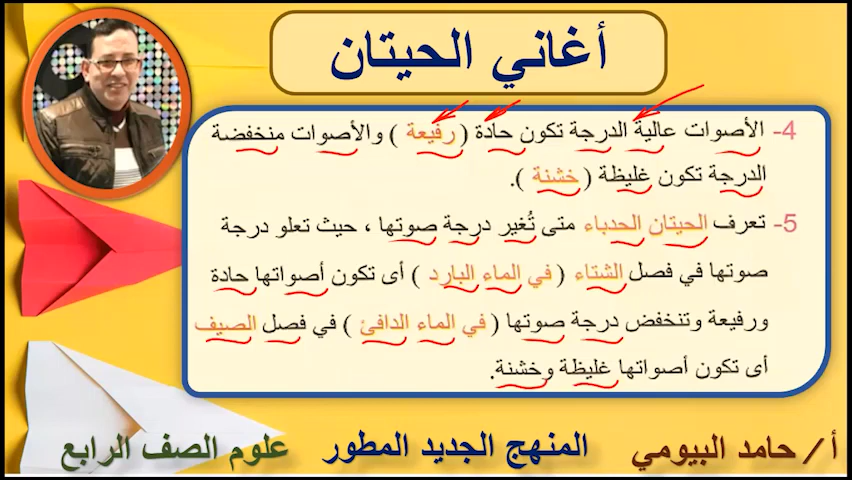 أغاني الحيتان
4- الأصوات عالية الدرجة تكون حادة ( رفيعة ) والأصوات منخفضة
الدرجة تكون غليظة ( خشنة ).
5- تعرف الحيتان الحدباء متى تُغير درجة صوتها ، حيث تعلو درجة
صوتها في فصل الشتاء ( في الماء البارد ) أى تكون أصواتها حادة
ورفيعة وتنخفض درجة صوتها ( في الماء الدافئ ) في فصل الصيف
أى تكون أصواتها غليظة وخشنة.
أ/ حامد البيومي المنهج الجديد المطور علوم الصف الرابع